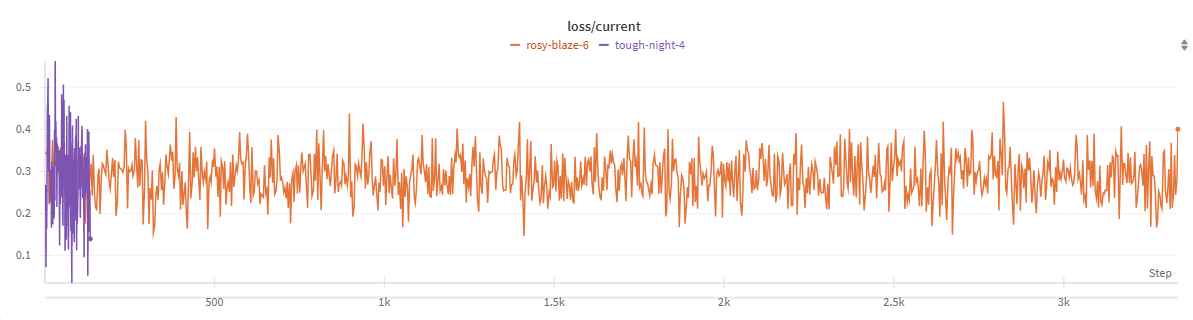 loss/current
rosy-blaze-6 tough-night-4
0.5
0.4
0.3
0.2
0.1
Step
500 1k 1.5k 2k 2.5k 3k